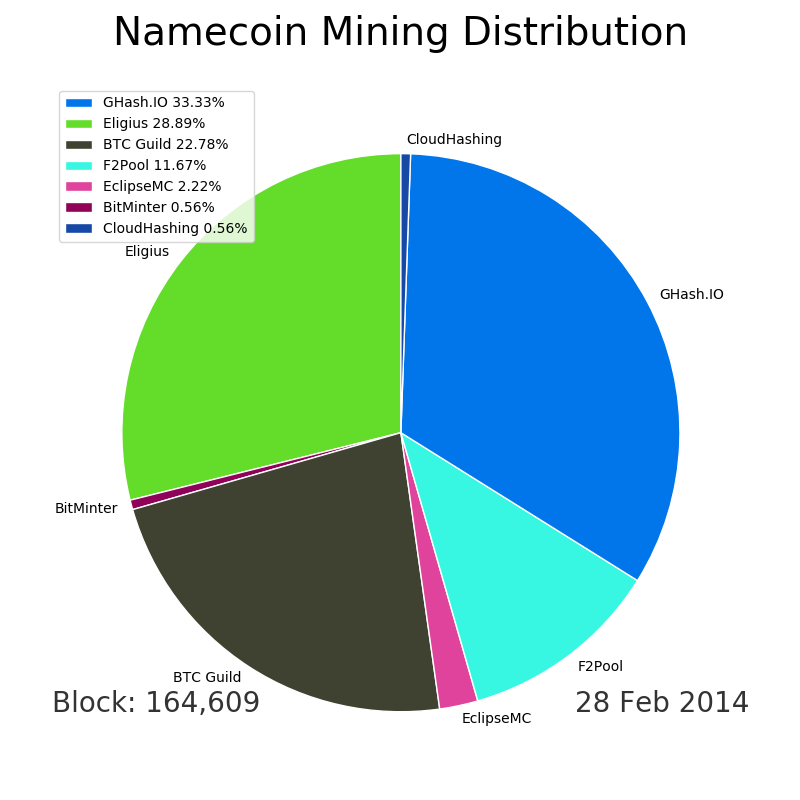 Namecoin Mining Distribution
GHash.IO 33.33%
Eligius 28.89%
BTC Guild 22.78%
F2Pool 11.67%
EclipseMC 2.22%
BitMinter 0.56%
CloudHashing 0.56%
CloudHashing
Eligius
GHash.IO
BitMinter
F2Pool
BTC Guild
EclipseMC
Block: 164,609
28 Feb 2014